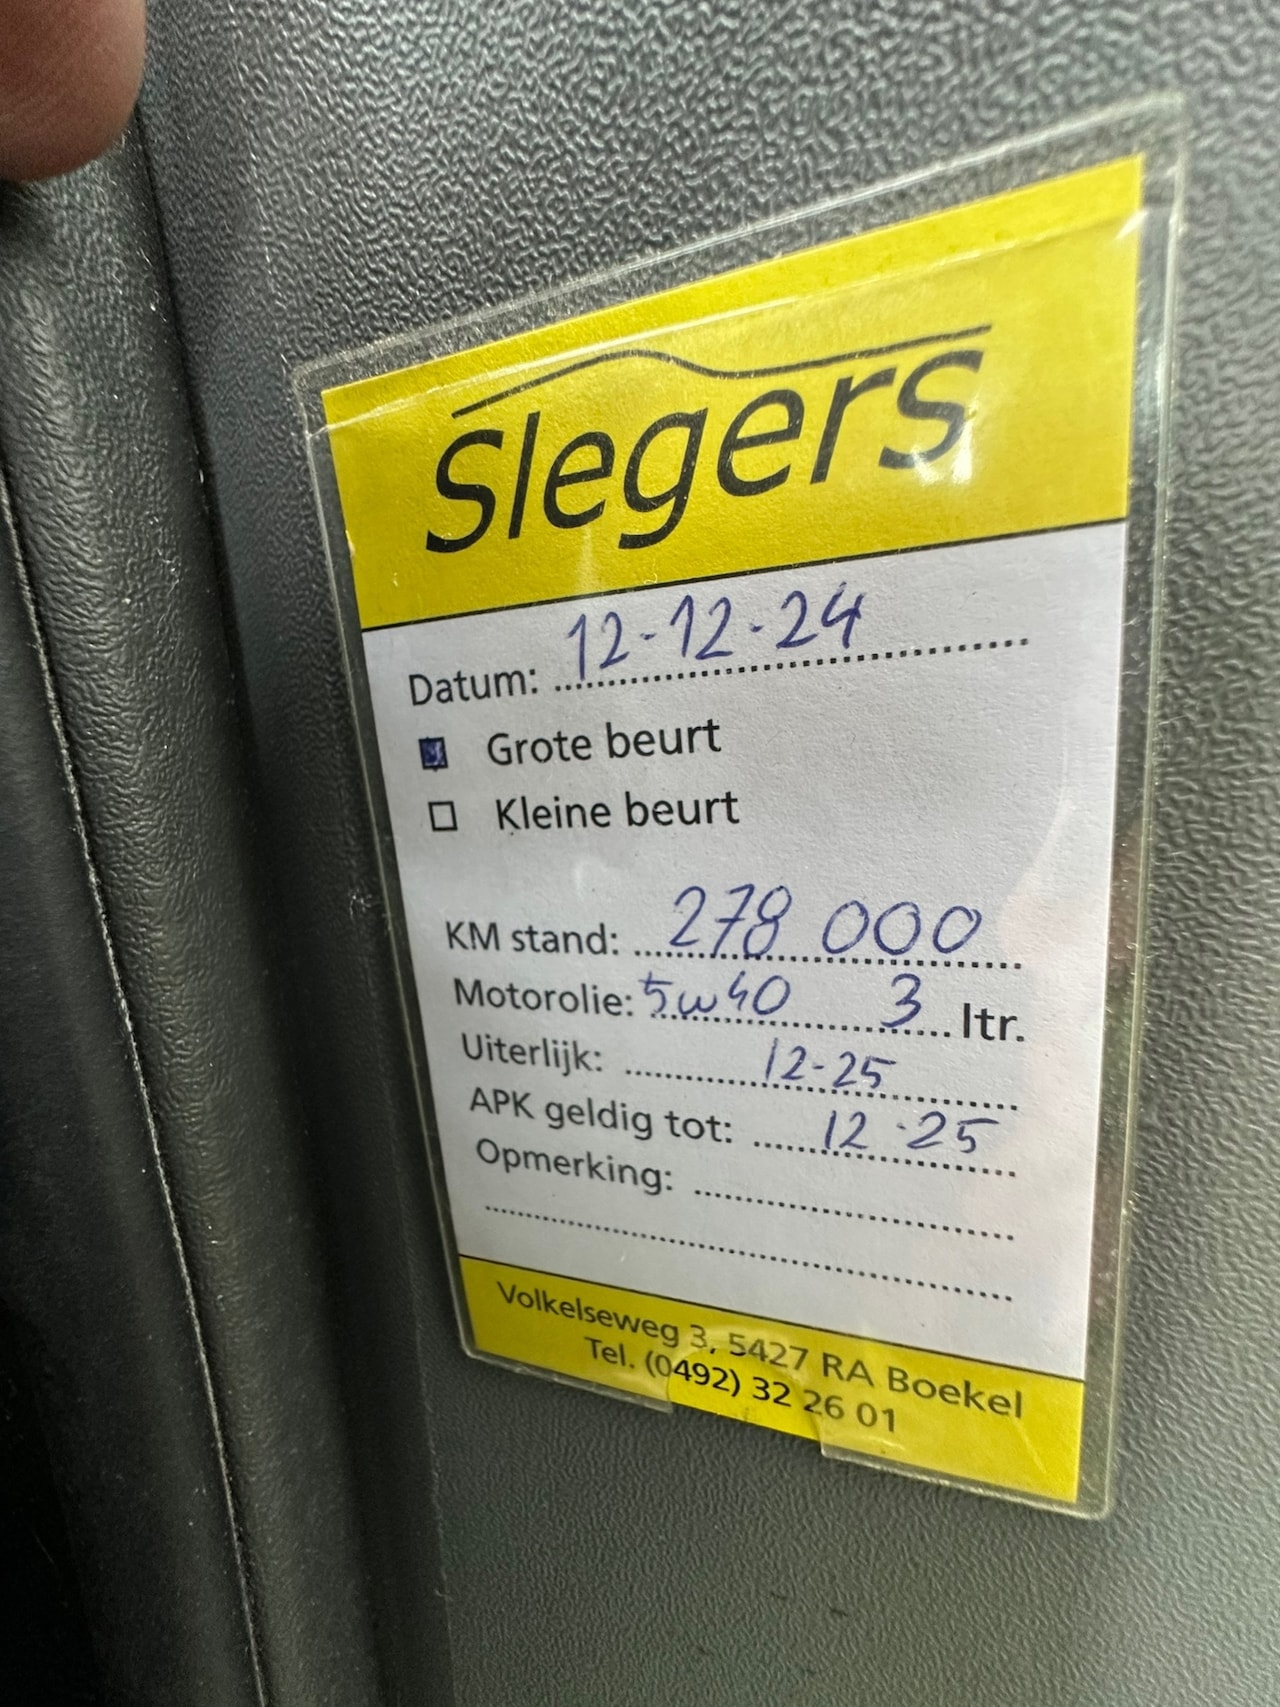 Slegers
Datum: 12-12-24
Grote beurt
Kleine beurt
KM stand: 278 000
Motorolie: 5w40 3 ltr.
Uiterlijk: 12-25
APK geldig tot: 12-25
Opmerking:
Volkelseweg 3, 5427 RA Boekel
Tel. (0492) 32 26 01